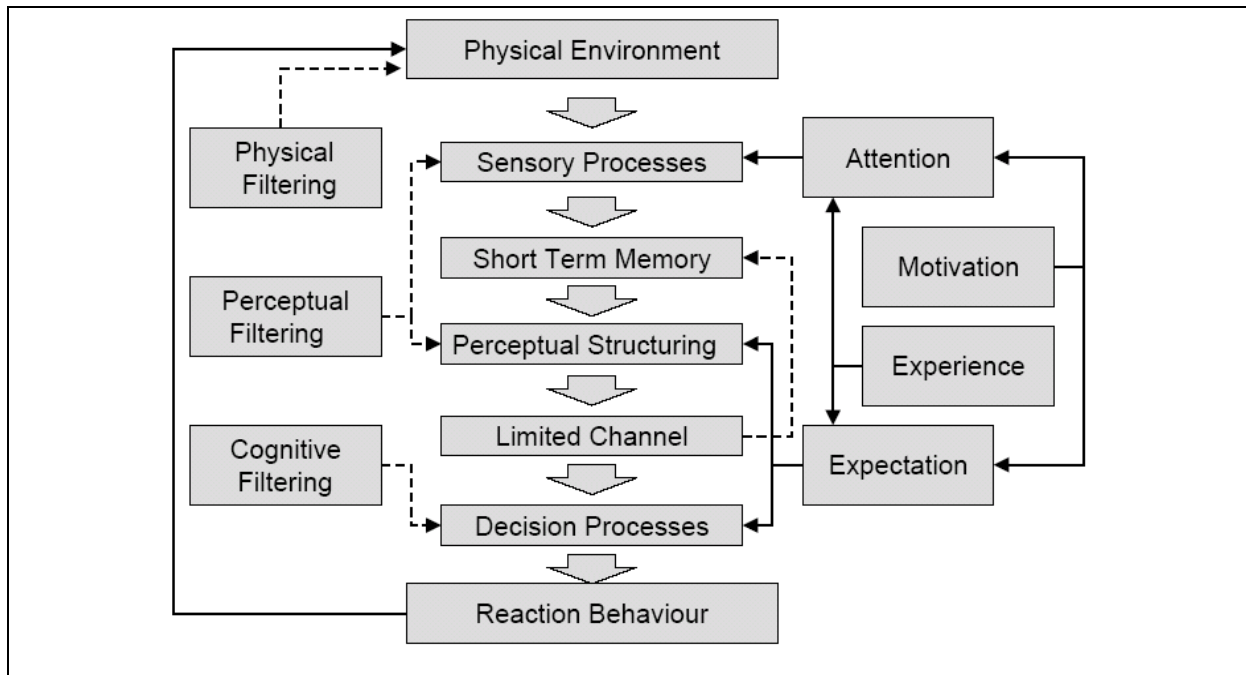 Physical Environment
Physical
Filtering
Sensory Processes
Attention
Short Term Memory
Motivation
Perceptual
Filtering
Perceptual Structuring
Experience
Limited Channel
Cognitive
Filtering
Expectation
Decision Processes
Reaction Behaviour